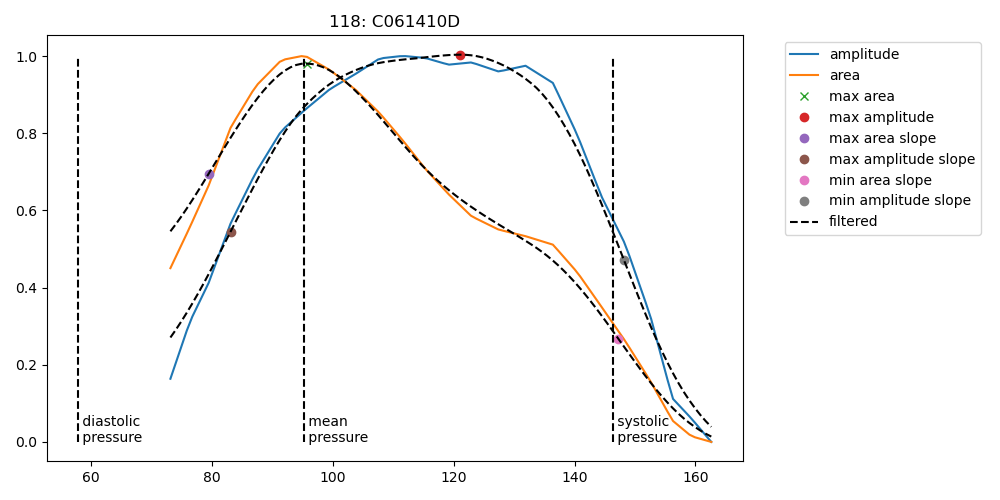 118: C061410D
1.0
0.8
0.6
0.4
0.2
0.0
60
80
100
120
140
160
diastolic
pressure
mean
pressure
systolic
pressure
amplitude
area
max area
max amplitude
max area slope
max amplitude slope
min area slope
min amplitude slope
filtered